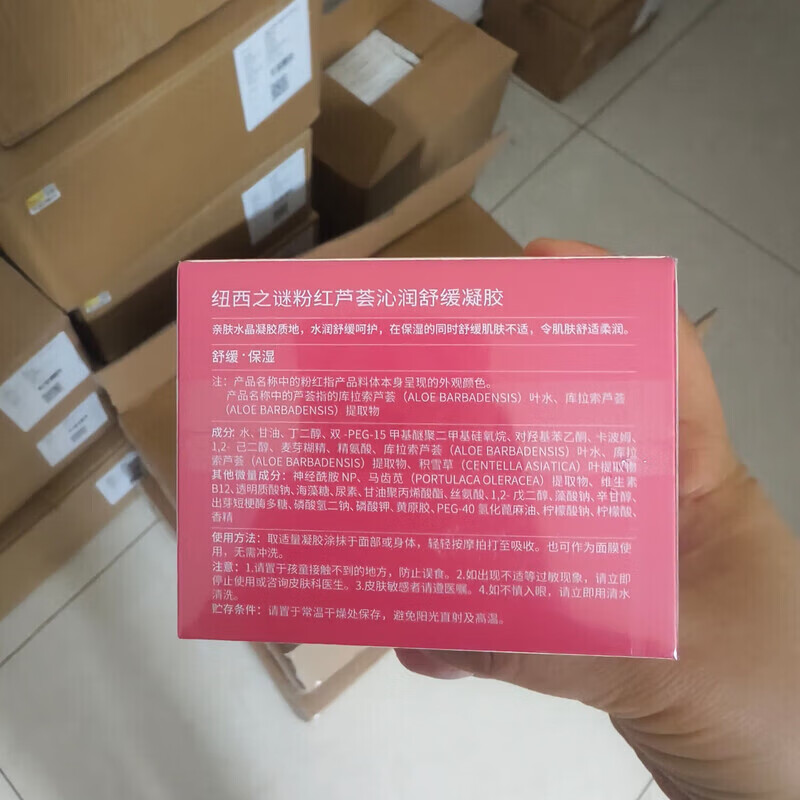 纽西之谜粉红芦荟沁润舒缓凝胶
亲肤水晶凝胶质地，水润舒缓呵护，在保湿的同时舒缓肌肤不适，令肌肤舒适柔润。
舒缓·保湿
注：产品名称中的粉红指产品料体本身呈现的外观颜色。
产品名称中的芦荟指的库拉索芦荟（ALOE BARBADENSIS）叶水、库拉索芦荟
（ALOE BARBADENSIS）提取物
成分: 水、甘油、丁二醇、双 -PEG-15 甲基醚聚二甲基硅氧烷、对羟基苯乙酮、卡波姆、
1,2- 己二醇、麦芽糊精、精氨酸、库拉索芦荟（ALOE BARBADENSIS）叶水、库拉
索芦荟（ALOE BARBADENSIS）提取物、积雪草（CENTELLA ASIATICA）叶提取物
其他微量成分：神经酰胺 NP、马齿苋（PORTULACA OLERACEA）提取物、维生素
B12、透明质酸钠、海藻糖、尿素、甘油聚丙烯酸酯、丝氨酸、1,2- 戊二醇、藻酸钠、辛甘醇、
出芽短梗酶多糖、磷酸氢二钠、磷酸钾、黄原胶、PEG-40 氢化蓖麻油、柠檬酸钠、柠檬酸、
香精
使用方法：取适量凝胶涂抹于面部或身体，轻轻按摩拍打至吸收。也可作为面膜使
用，无需冲洗。
注意：1.请置于孩童接触不到的地方，防止误食。2.如出现不适等过敏现象，请立即
停止使用或咨询皮肤科医生。3.皮肤敏感者请遵医嘱。4.如不慎入眼，请立即用清水
清洗。
贮存条件：请置于常温干燥处保存，避免阳光直射及高温。